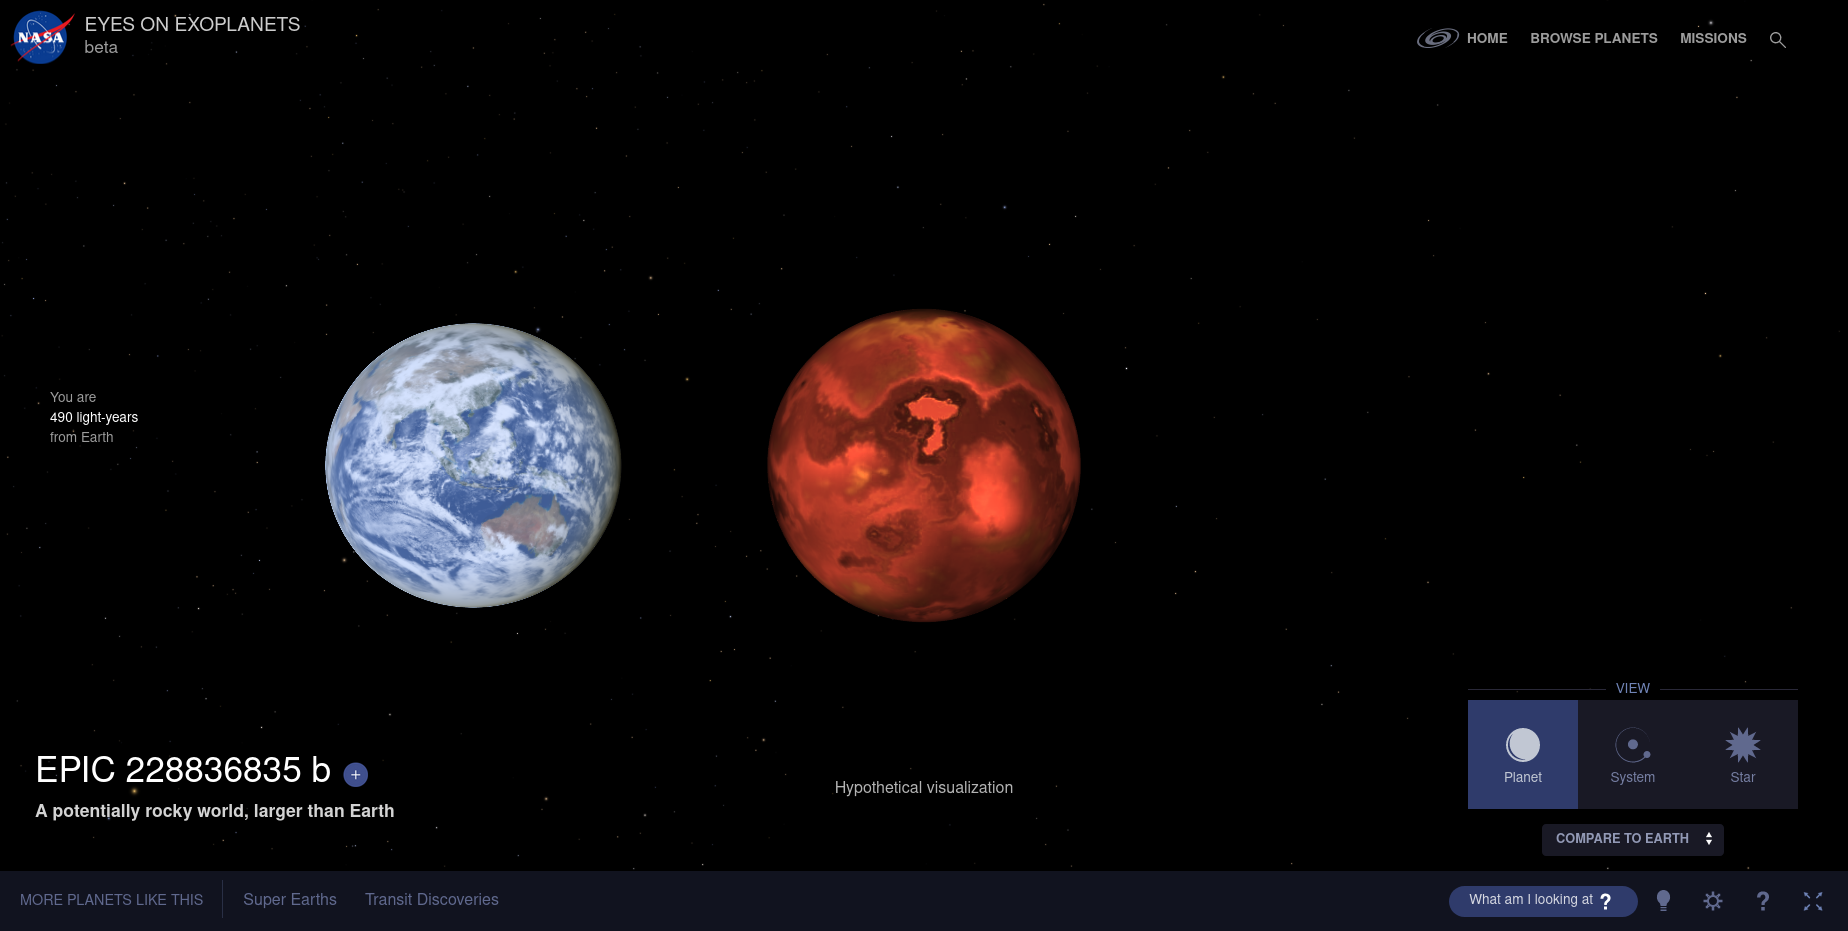 NASA
EYES ON EXOPLANETS
beta
HOME
BROWSE PLANETS
MISSIONS
You are
490 light-years
from Earth
EPIC 228836835 b +
A potentially rocky world, larger than Earth
Hypothetical visualization
VIEW
Planet
System
Star
COMPARE TO EARTH
MORE PLANETS LIKE THIS
Super Earths
Transit Discoveries
What am I looking at ?
?